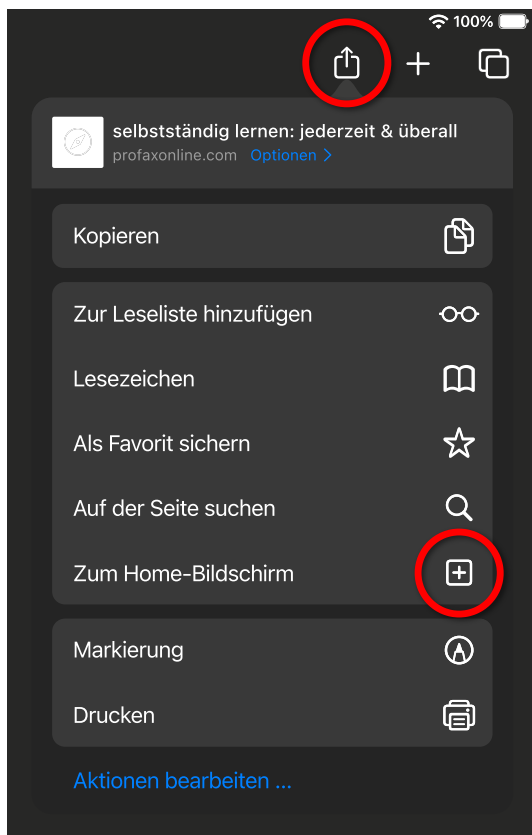 100%
selbstständig lernen: jederzeit & überall
profaxonline.com Optionen >
Kopieren
Zur Leseliste hinzufügen
Lesezeichen
Als Favorit sichern
Auf der Seite suchen
Zum Home-Bildschirm
Markierung
Drucken
Aktionen bearbeiten ...